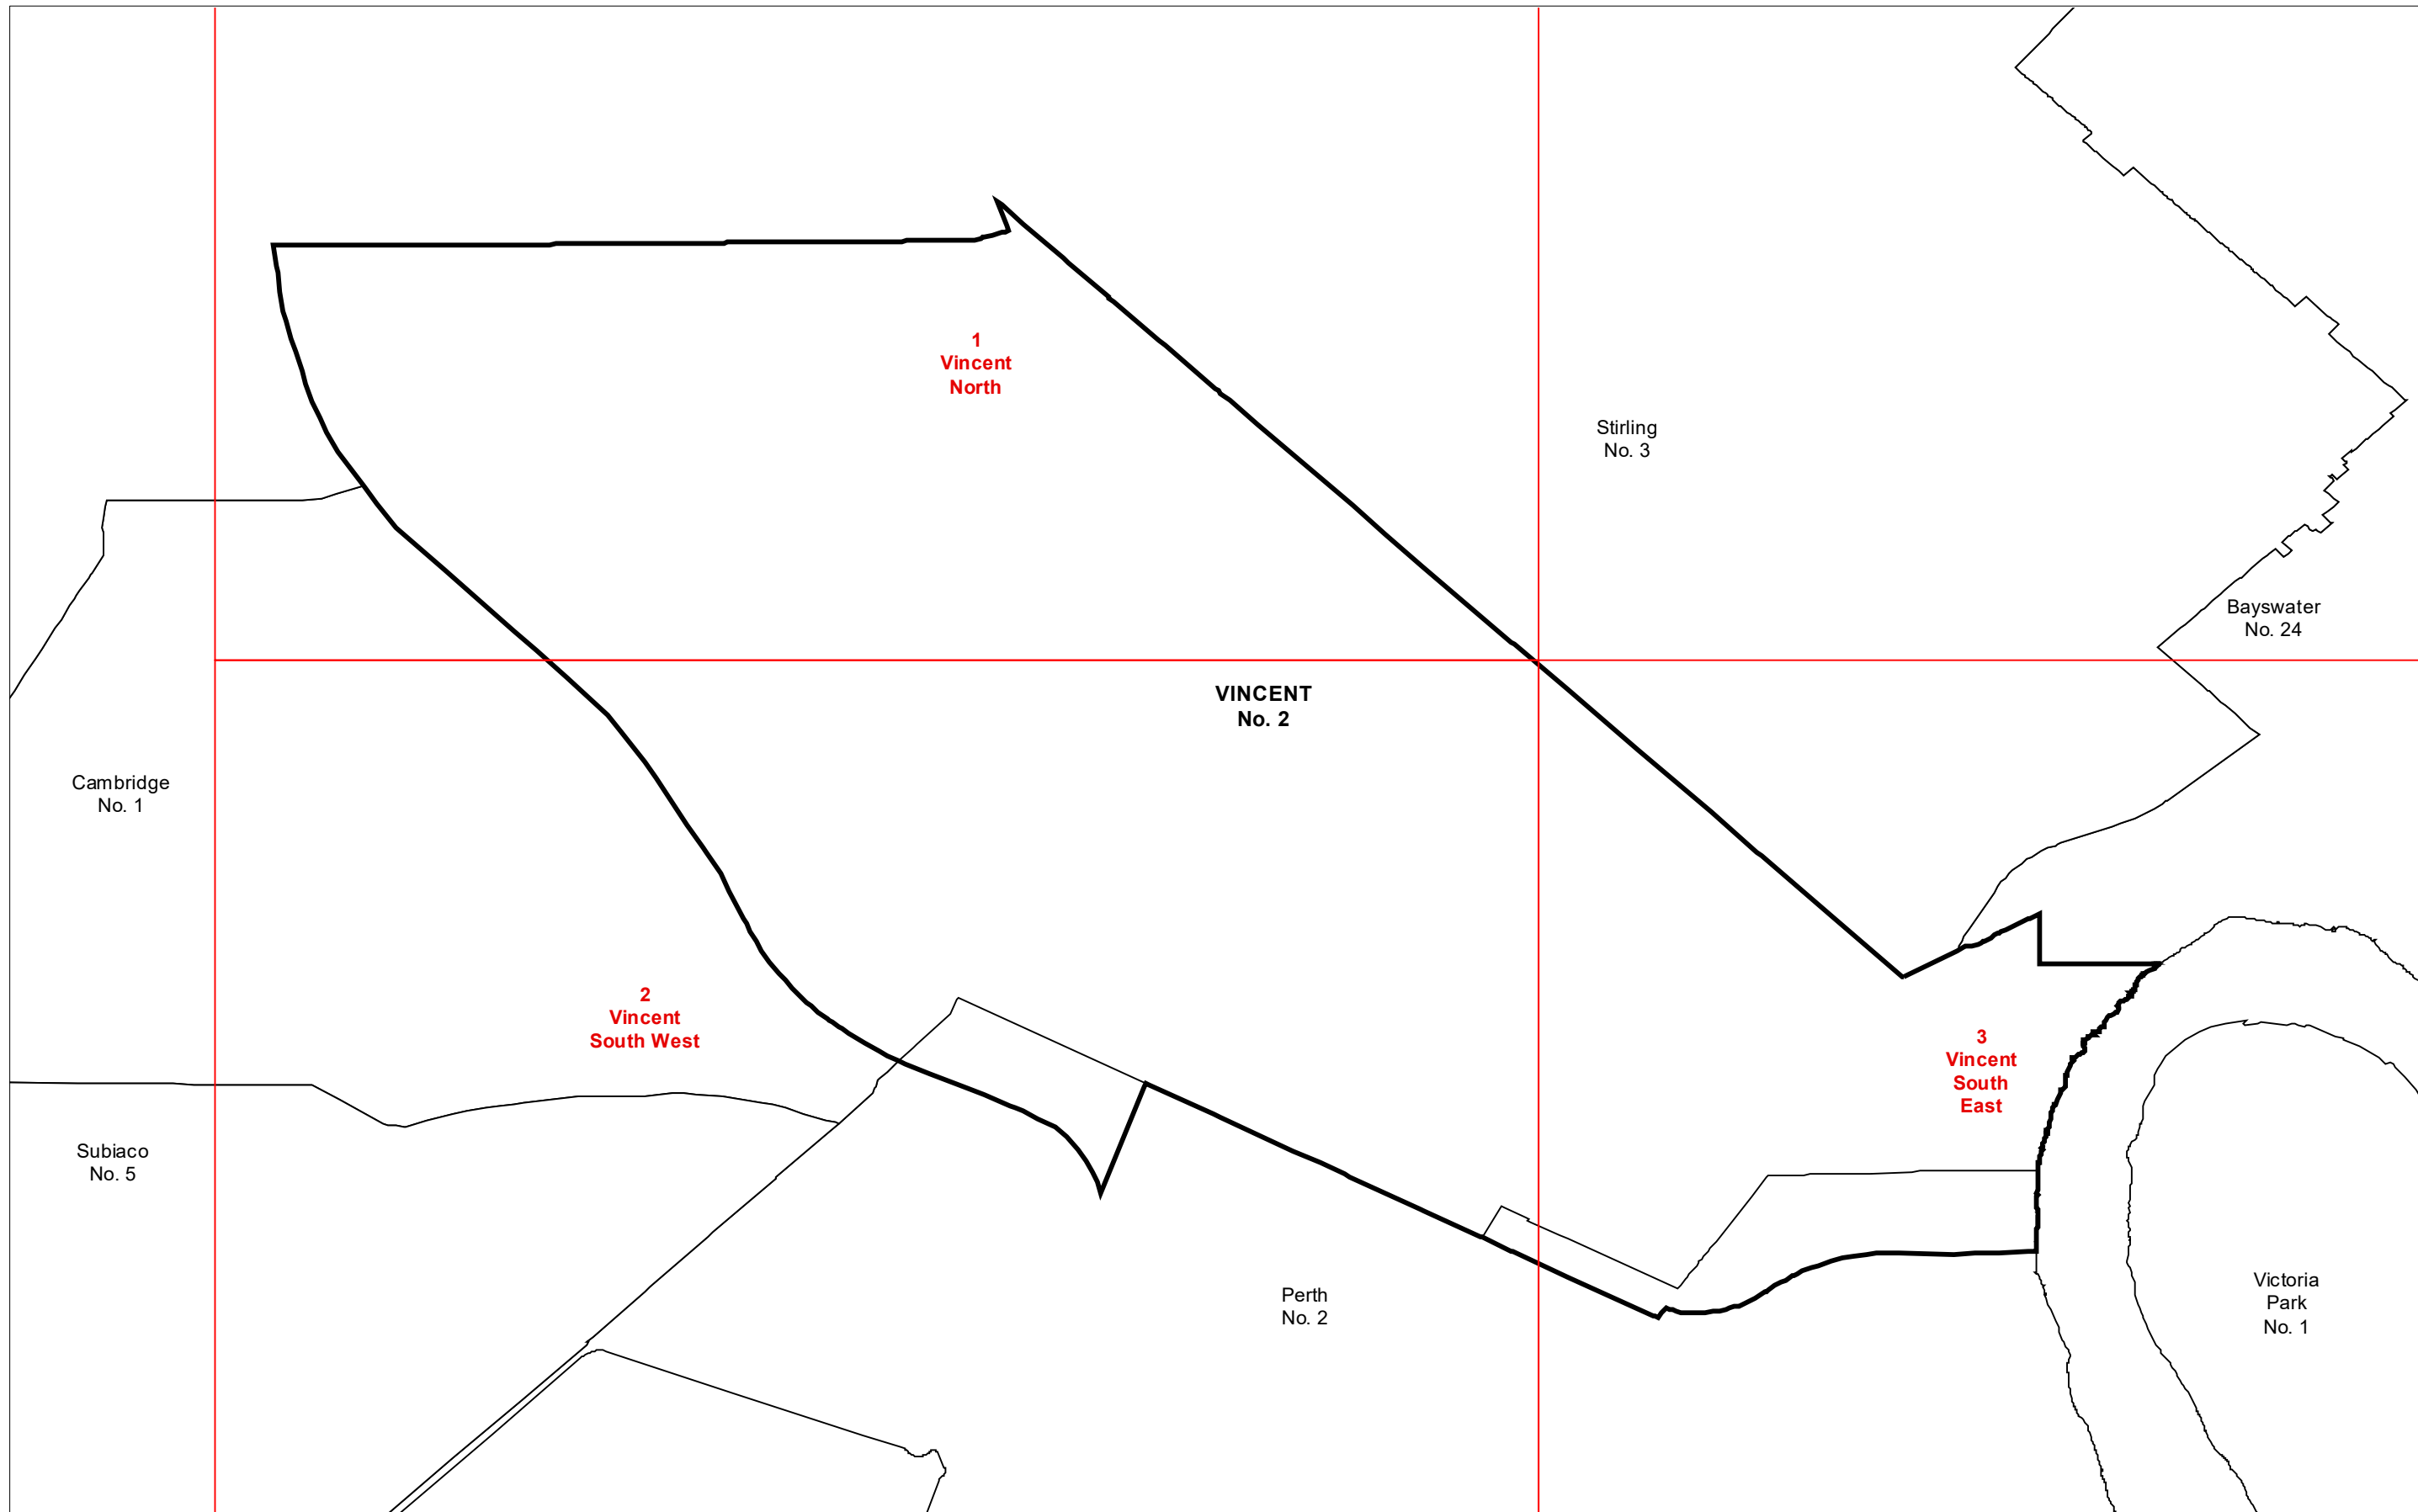 1
Vincent
North
Stirling
No. 3
Bayswater
No. 24
VINCENT
No. 2
Cambridge
No. 1
2
Vincent
South West
3
Vincent
South
East
Subiaco
No. 5
Perth
No. 2
Victoria
Park
No. 1